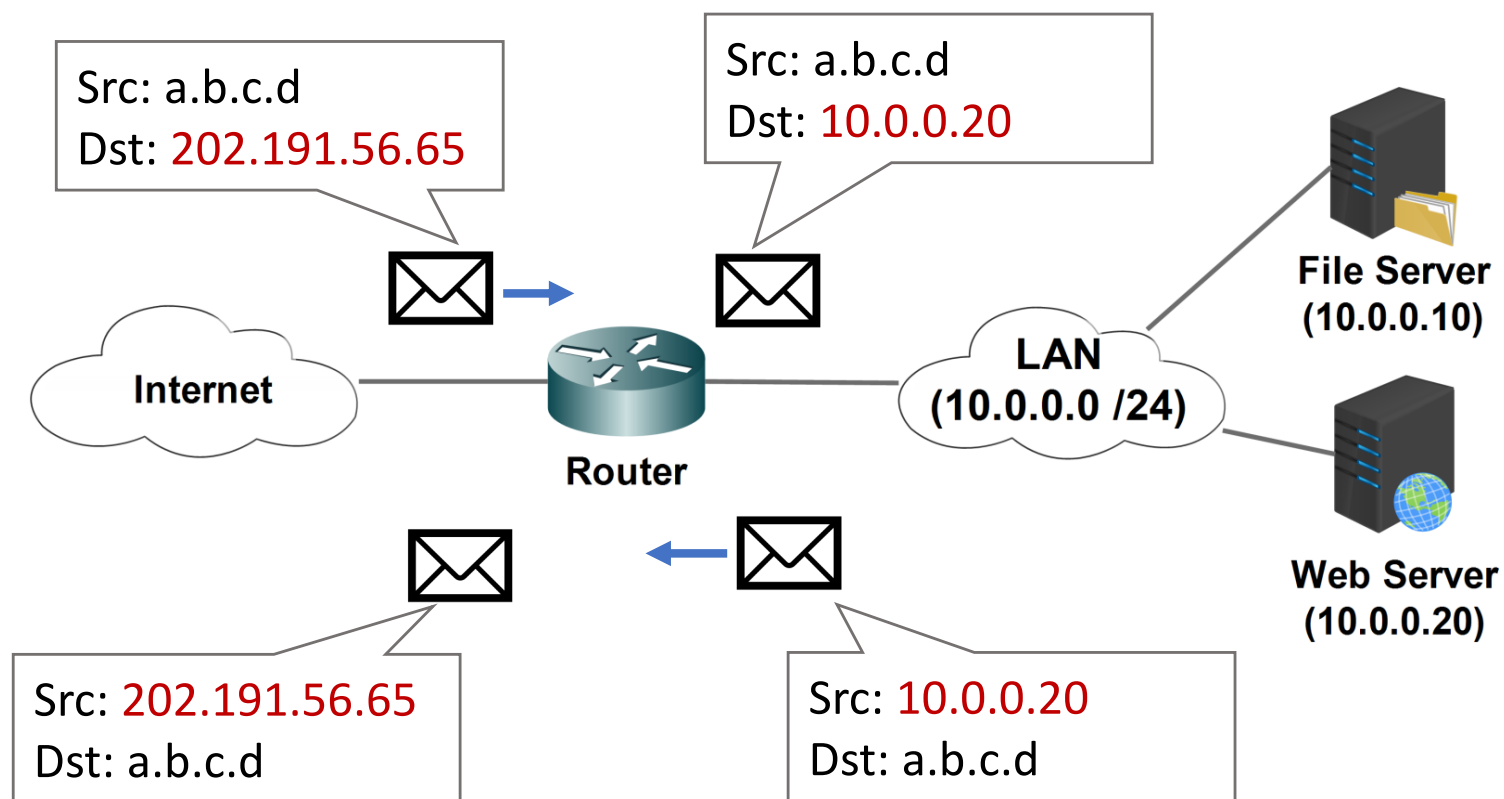 Src: a.b.c.d
Dst: 202.191.56.65
Src: a.b.c.d
Dst: 10.0.0.20
File Server
(10.0.0.10)
Internet
LAN
(10.0.0.0 /24)
Router
Web Server
(10.0.0.20)
Src: 202.191.56.65
Dst: a.b.c.d
Src: 10.0.0.20
Dst: a.b.c.d